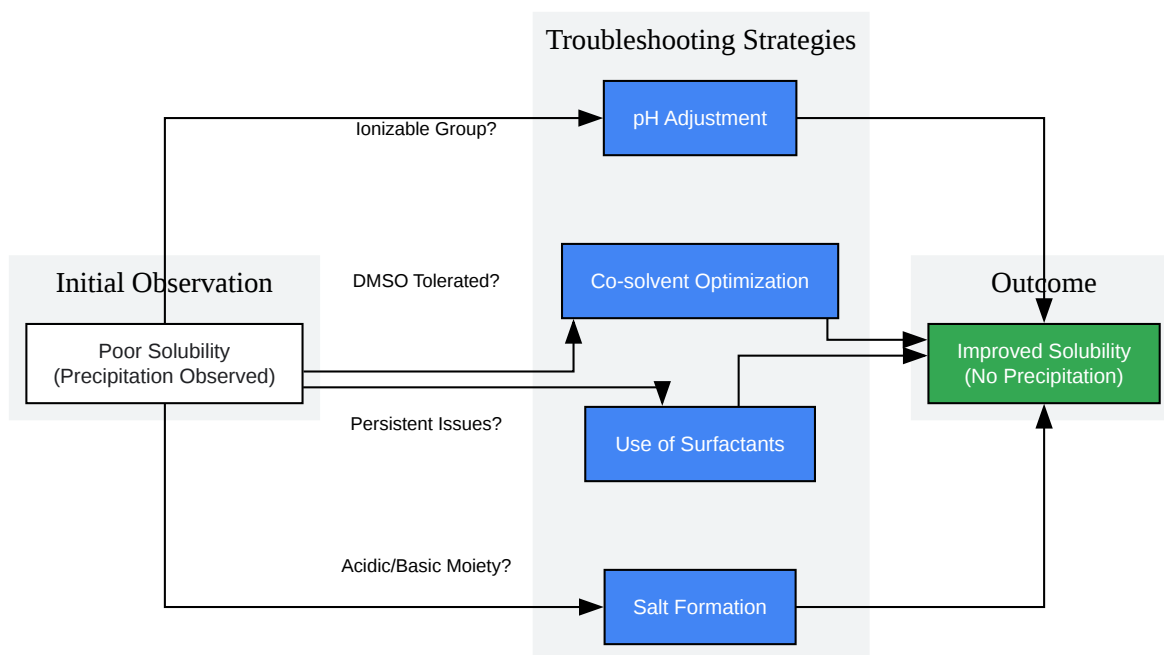 Troubleshooting Strategies
pH Adjustment
Ionizable Group?
Initial Observation
DMSO Tolerated?
Co-solvent Optimization
Outcome
Poor Solubility
(Precipitation Observed)
Improved Solubility
(No Precipitation)
Persistent Issues?
Use of Surfactants
Acidic/Basic Moiety?
Salt Formation